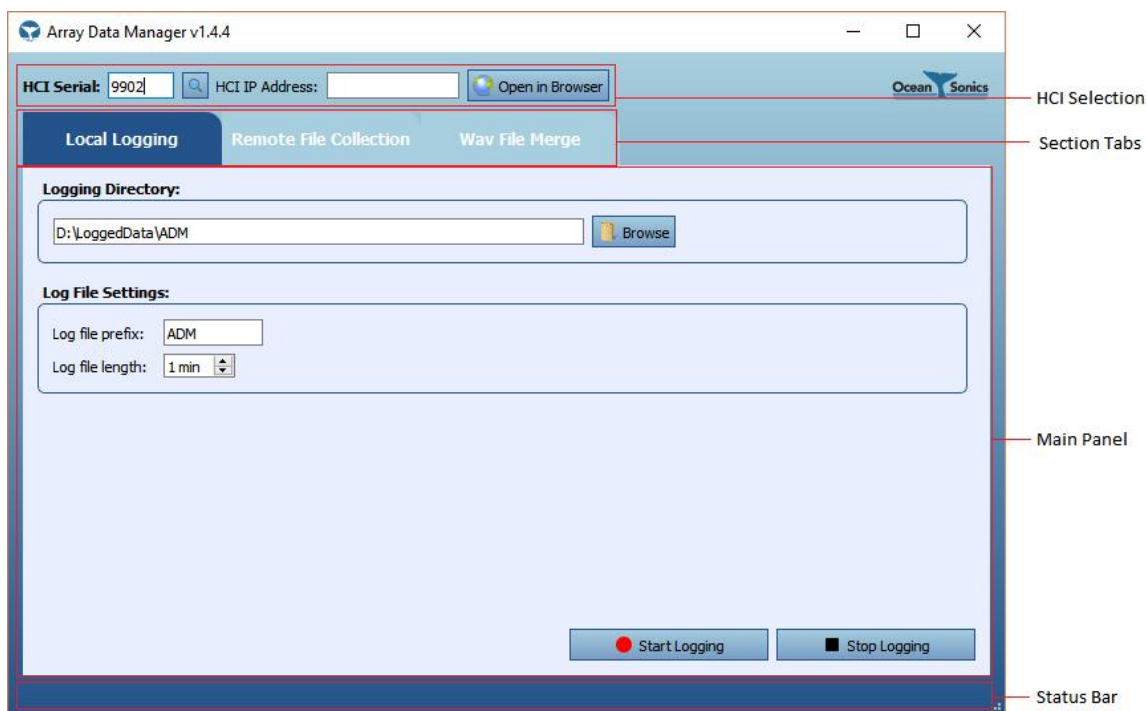 Array Data Manager v1.4.4
HCI Serial: 9902 HCI IP Address: Open in Browser
Ocean Sonics
HCI Selection
Local Logging Remote File Collection Wav File Merge
Section Tabs
Logging Directory:
D:\LoggedData\ADM Browse
Log File Settings:
Log file prefix: ADM
Log file length: 1 min
Main Panel
Start Logging Stop Logging
Status Bar